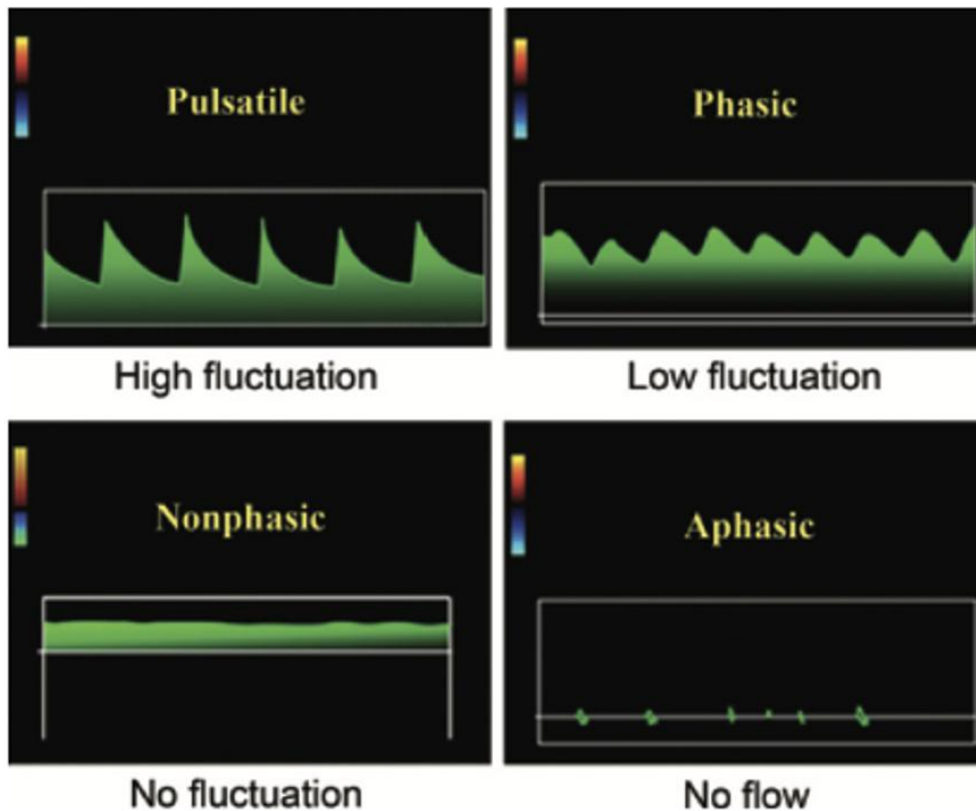 Pulsatile
Phasic
High fluctuation
Low fluctuation
Nonphasic
Aphasic
No fluctuation
No flow